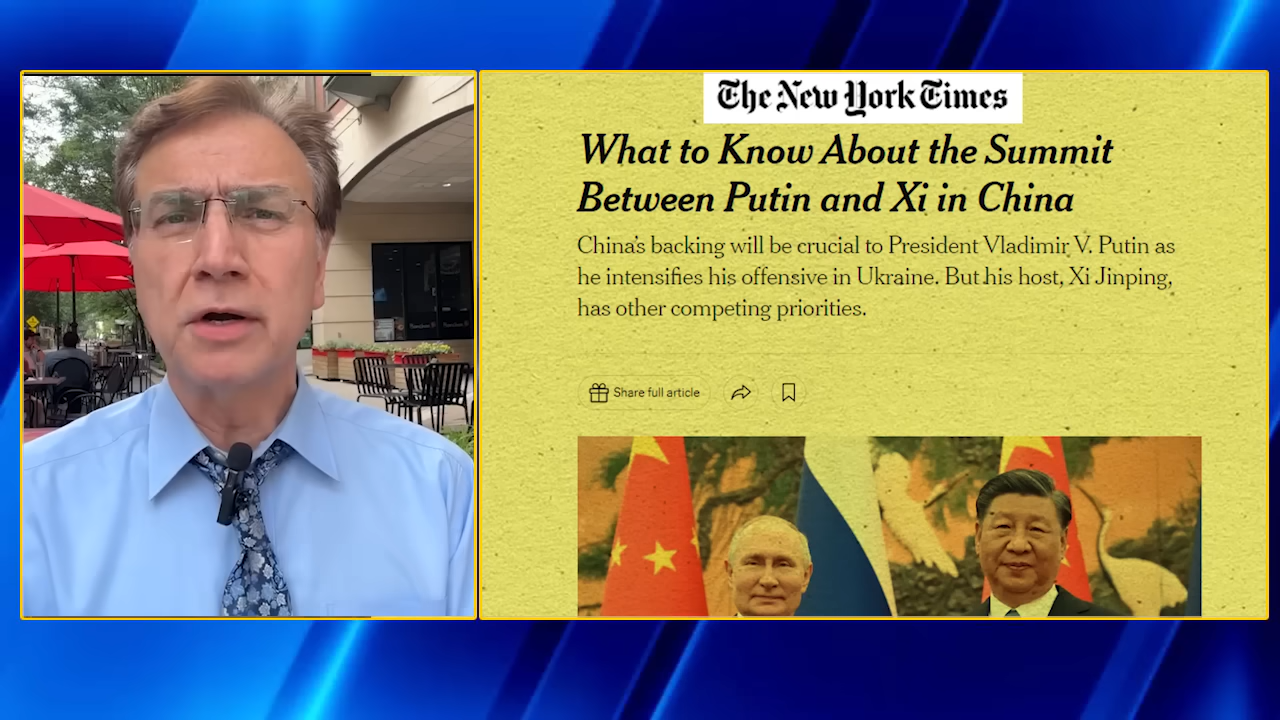 The New York Times
What to Know About the Summit
Between Putin and Xi in China
China's backing will be crucial to President Vladimir V. Putin as
he intensifies his offensive in Ukraine. But his host, Xi Jinping,
has other competing priorities.
Share full article